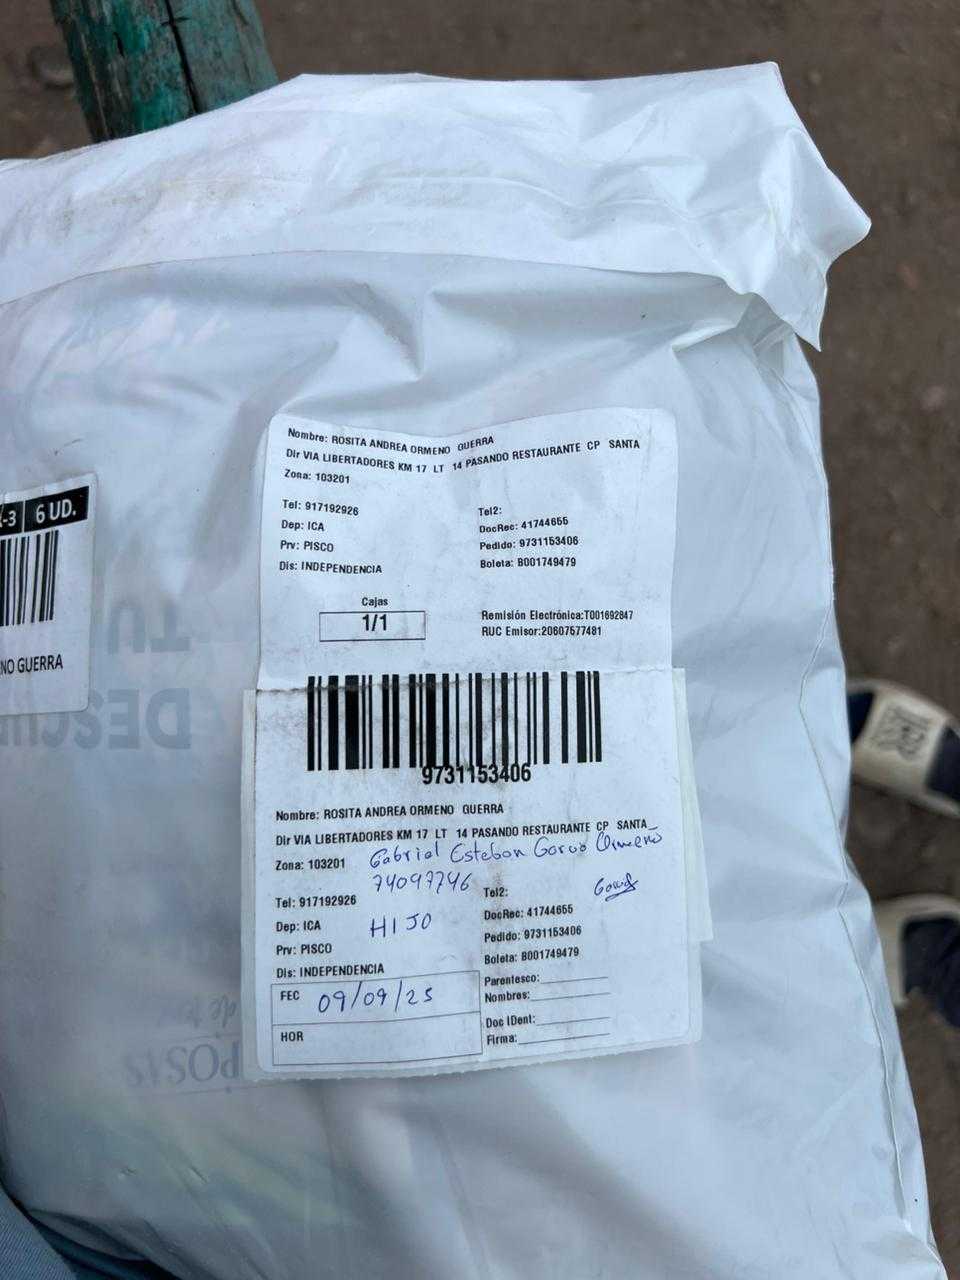 Nombre: ROSITA ANDREA ORMENO GUERRA
Dir VIA LIBERTADORES KM 17 LT 14 PASANDO RESTAURANTE CP SANTA
Zona: 103201
Tel: 917192926
Tel2:
Dep: ICA
DocRec: 41744655
Prv: PISCO
Pedido: 9731153406
Dis: INDEPENDENCIA
Boleta: B001749479
Cajas
1/1
Remisión Electrónica:T001692847
RUC Emisor:20607577481
-3 6 UD.
NO GUERRA
TU
9731153406
Nombre: ROSITA ANDREA ORMENO GUERRA
Dir VIA LIBERTADORES KM 17 LT 14 PASANDO RESTAURANTE CP SANTA_
Zona: 103201 Gabriel Esteban Ormeño
74097746
Tel: 917192926
Tel2:
Dep: ICA HIJO
DocRec: 41744655
Prv: PISCO
Pedido: 9731153406
Dis: INDEPENDENCIA
Boleta: B001749479
FEC 09/09/25
Parentesco:
Nombres:
HOR
Doc IDent:
Firma: